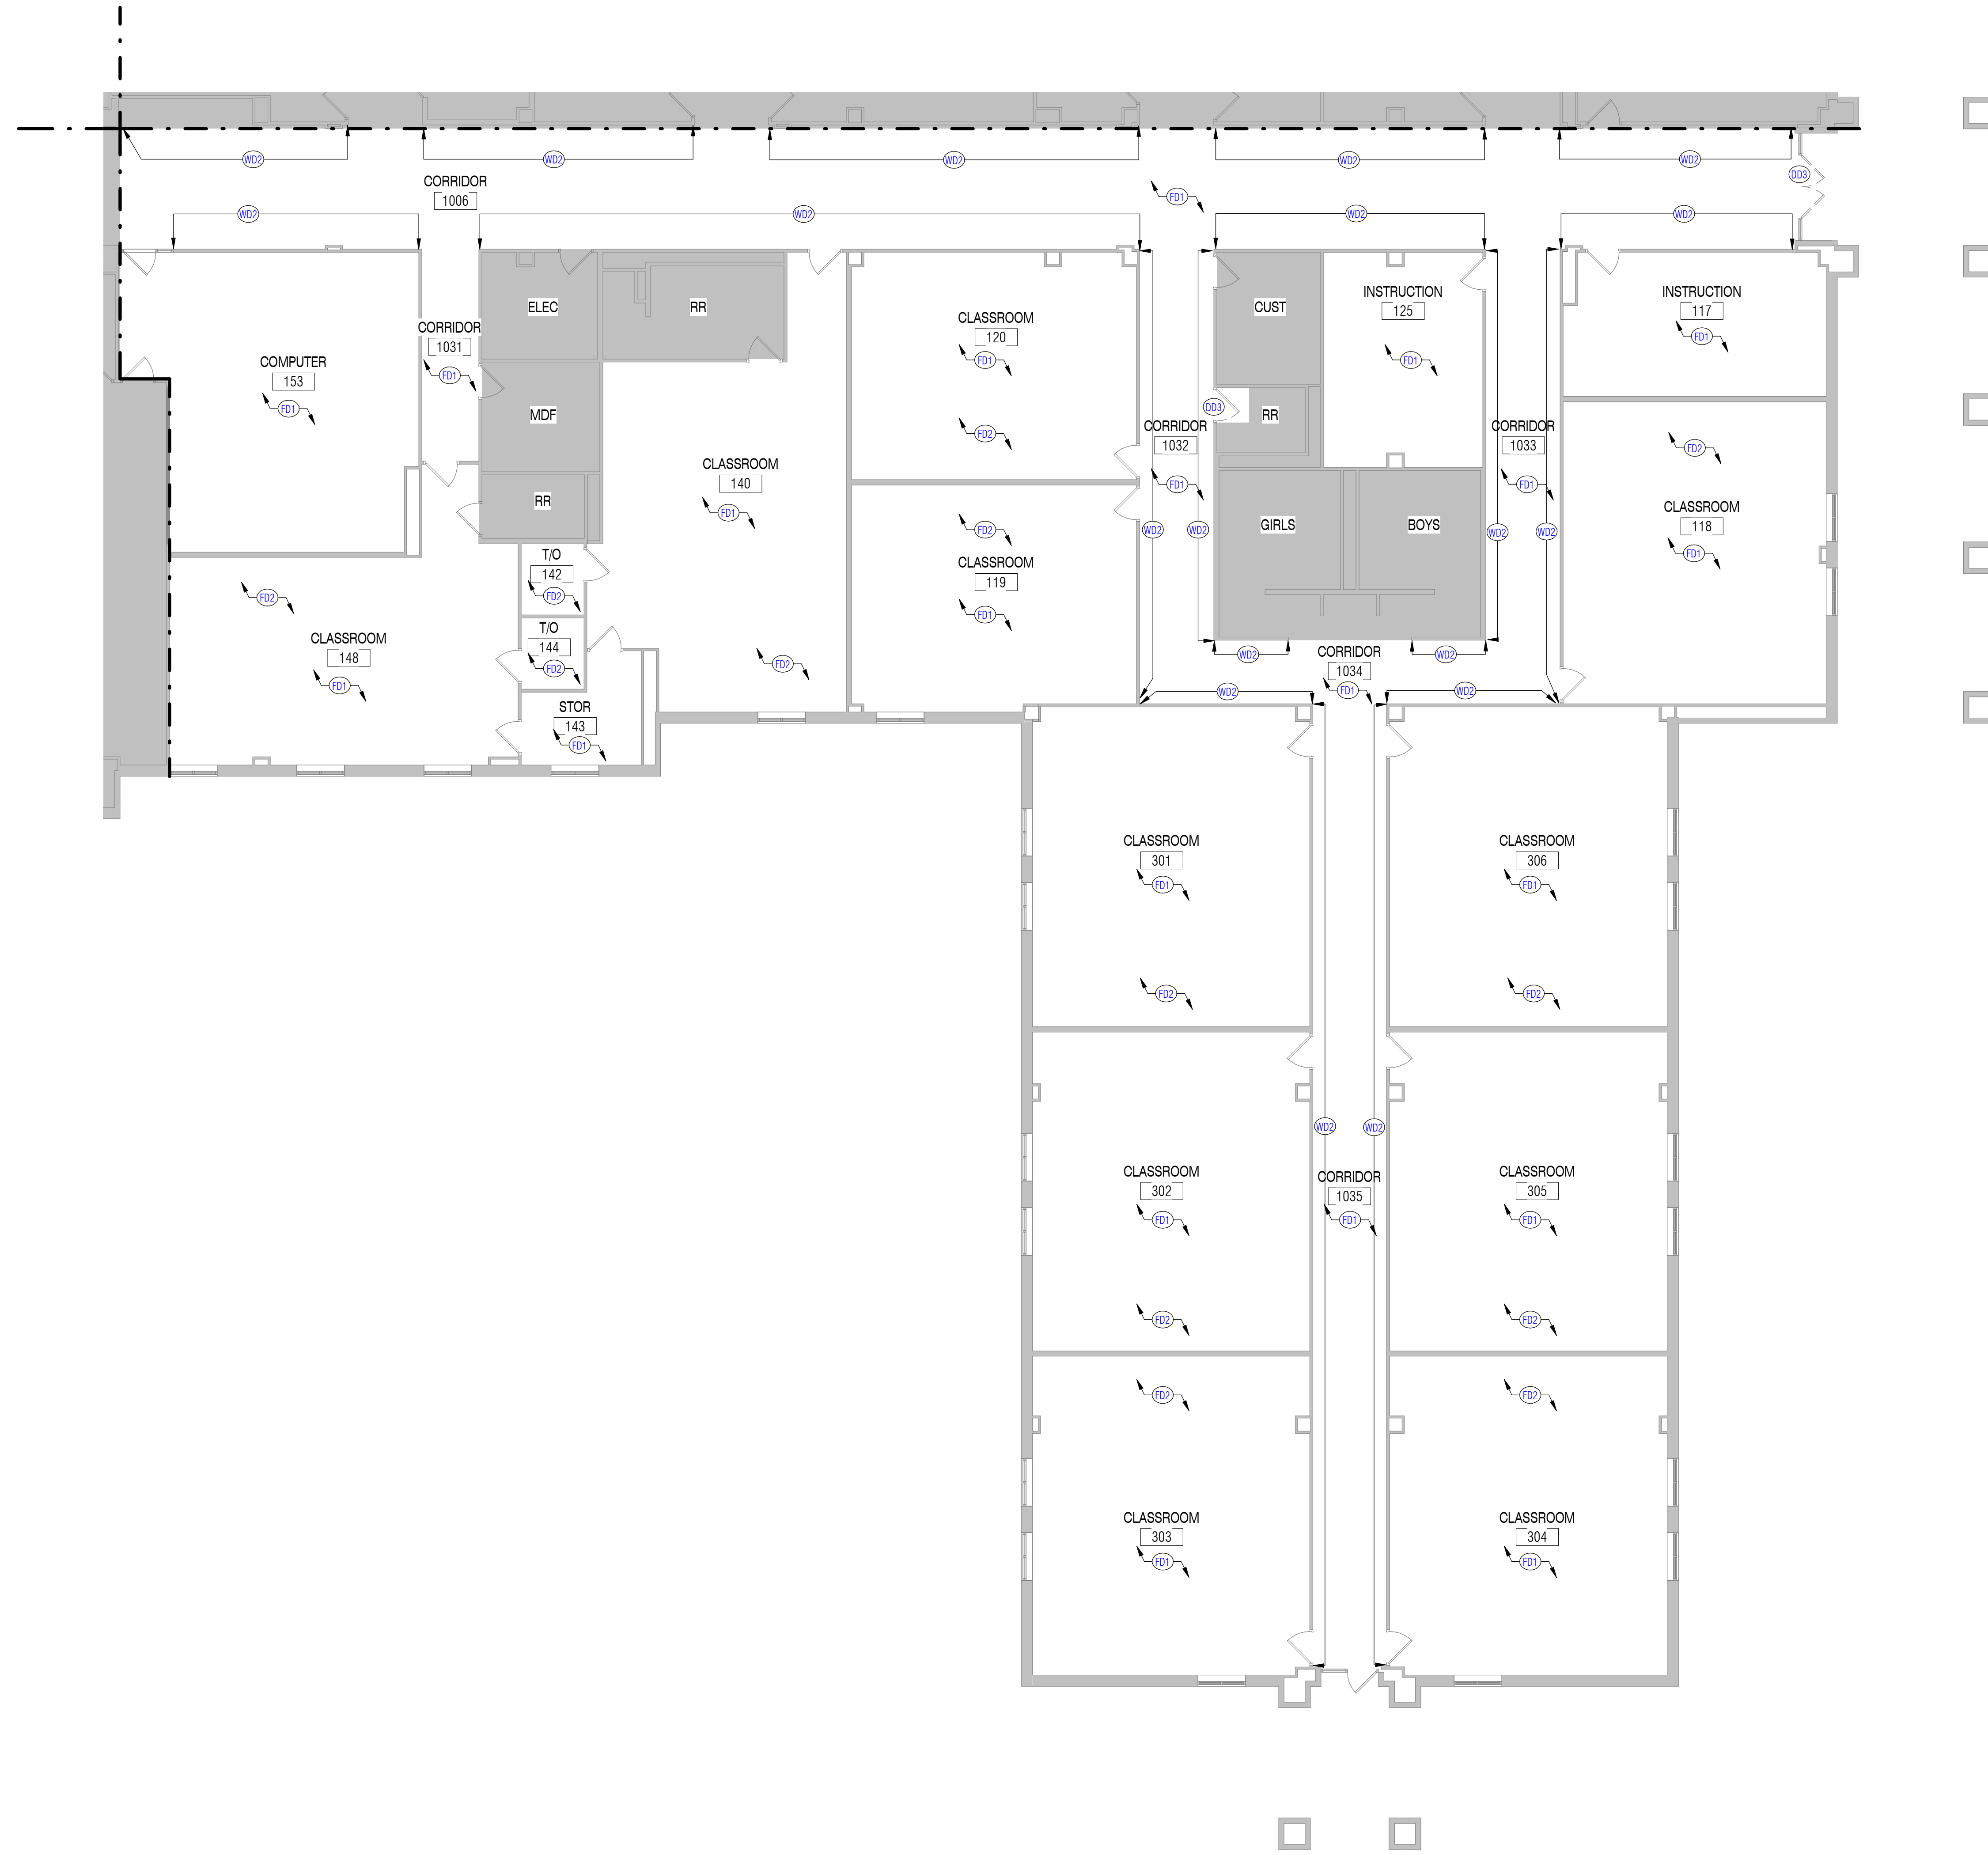 WD2
WD2
WD2
WD2
WD2
DD3
CORRIDOR
1006
FD1
WD2
WD2
WD2
WD2
ELEC
RR
CUST
INSTRUCTION
125
FD1
INSTRUCTION
117
FD1
CORRIDOR
1031
FD1
CLASSROOM
120
FD1
FD2
COMPUTER
153
FD1
MDF
DD3
RR
CORRIDOR
1032
FD1
CORRIDOR
1033
FD1
FD2
CLASSROOM
118
FD1
CLASSROOM
140
FD1
FD2
RR
WD2
WD2
GIRLS
BOYS
WD2
WD2
FD2
CLASSROOM
119
FD1
T/O
142
FD2
T/O
144
FD2
FD2
CLASSROOM
148
FD1
STOR
143
FD1
WD2
WD2
CORRIDOR
1034
FD1
WD2
WD2
CLASSROOM
301
FD1
FD2
CLASSROOM
306
FD1
FD2
WD2
WD2
CLASSROOM
302
FD1
FD2
CORRIDOR
1035
FD1
CLASSROOM
305
FD1
FD2
FD2
CLASSROOM
303
FD1
FD2
CLASSROOM
304
FD1